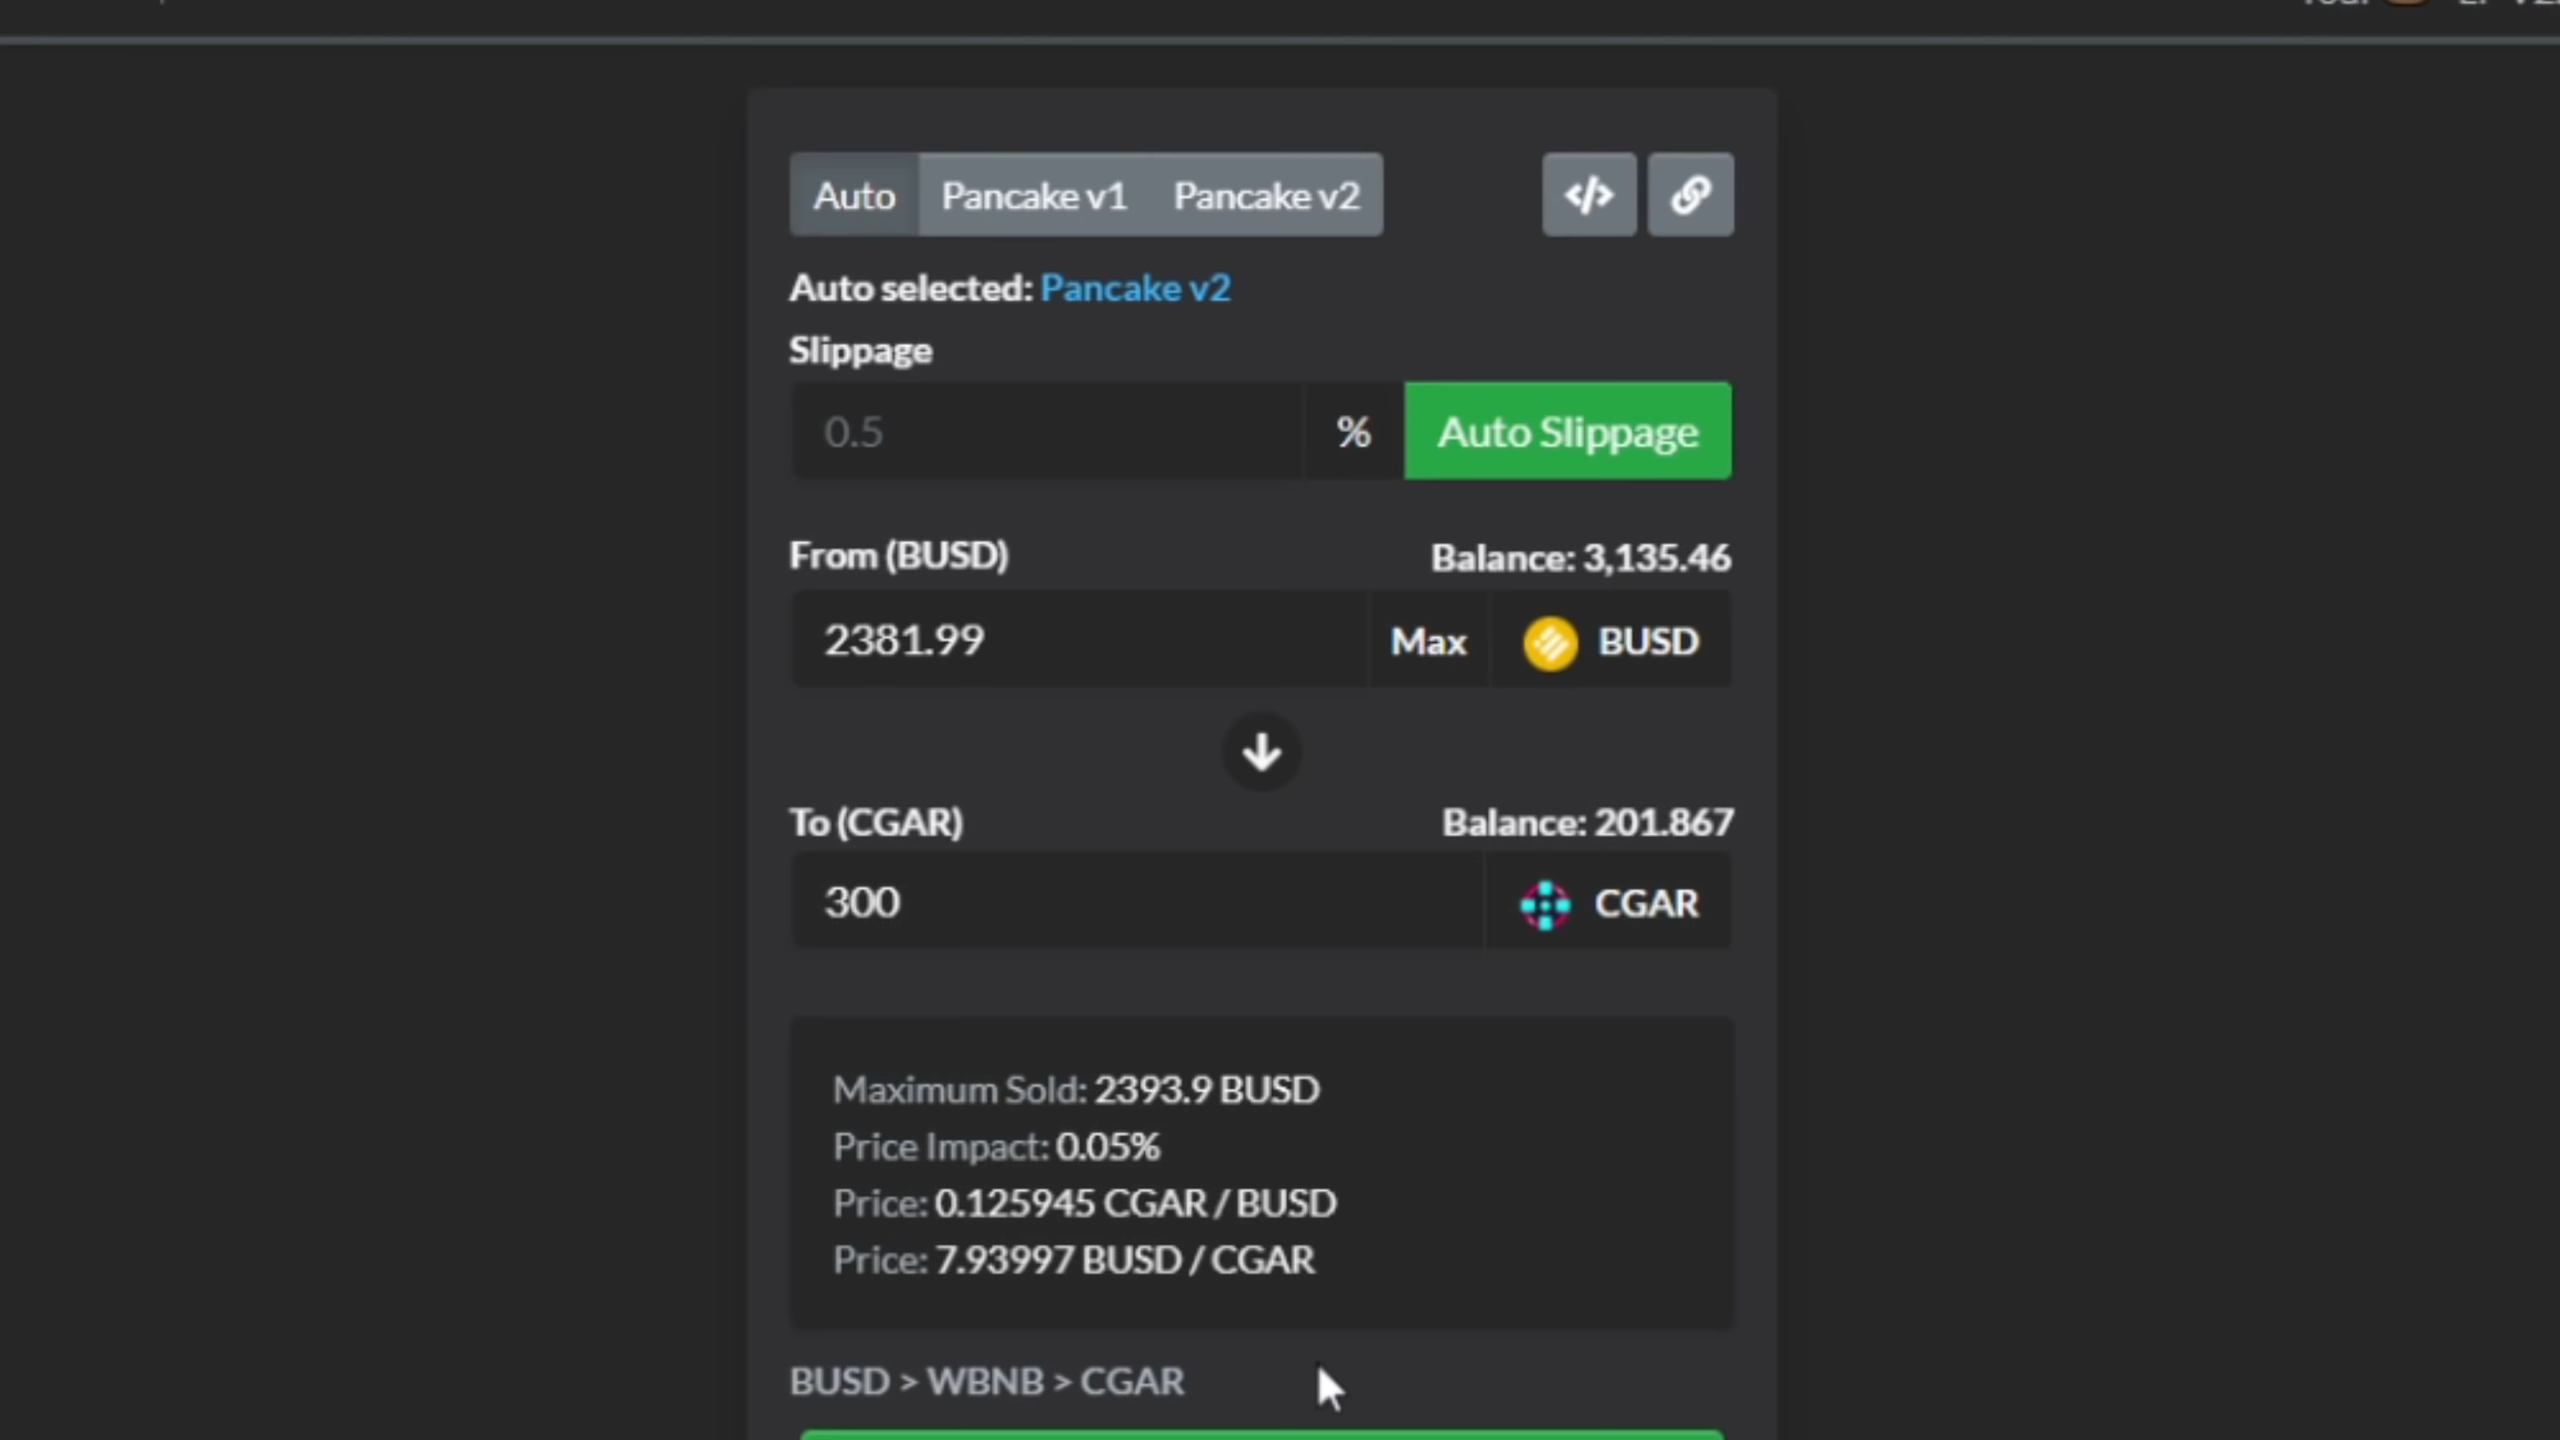 Auto Pancake v1 Pancake v2
Auto selected: Pancake v2
Slippage
0.5 % Auto Slippage
From (BUSD) Balance: 3,135.46
2381.99 Max BUSD
To (CGAR) Balance: 201.867
300 CGAR
Maximum Sold: 2393.9 BUSD
Price Impact: 0.05%
Price: 0.125945 CGAR / BUSD
Price: 7.93997 BUSD / CGAR
BUSD > WBNB > CGAR